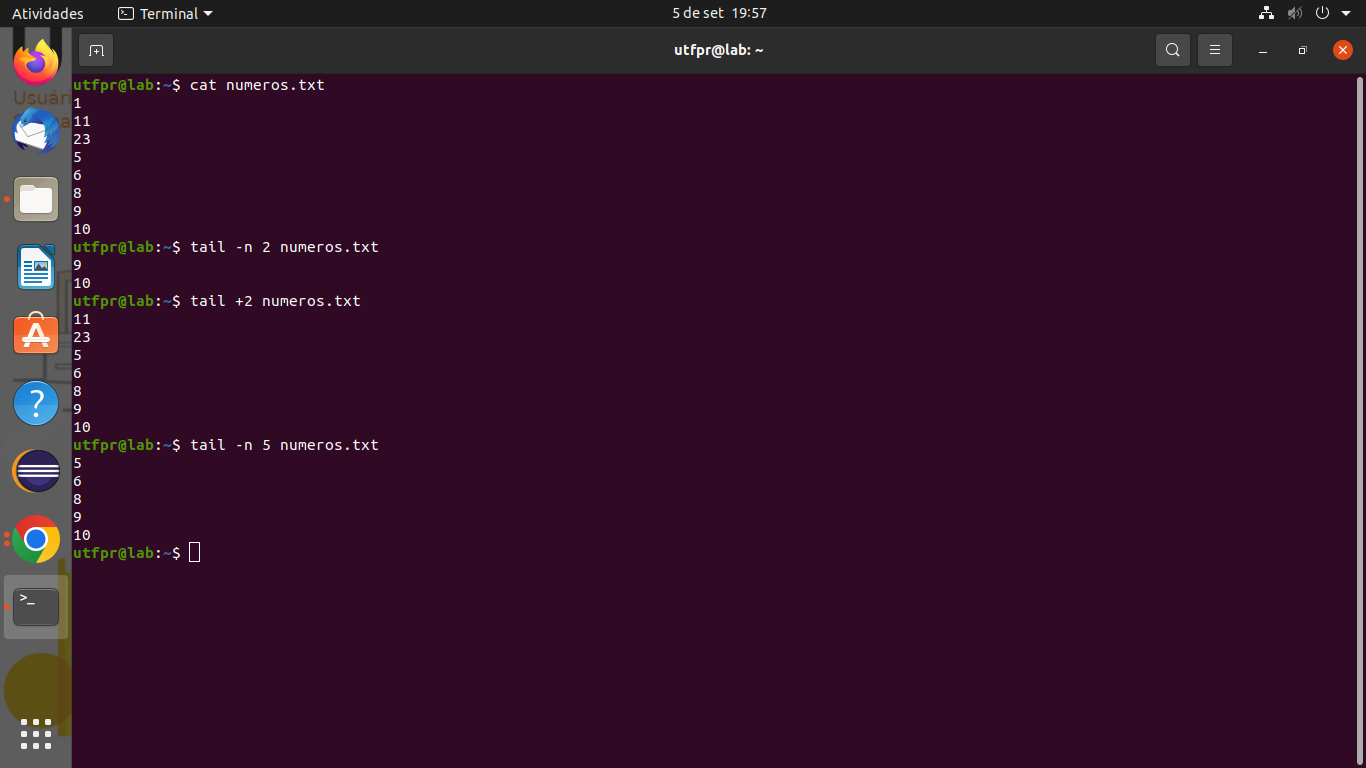 Atividades
Terminal
5 de set 19:57
utfpr@lab: ~
Usuári
utfpr@lab:~$ cat numeros.txt
1
11
23
5
6
8
9
10
utfpr@lab:~$ tail -n 2 numeros.txt
9
10
utfpr@lab:~$ tail +2 numeros.txt
11
23
5
6
8
9
10
utfpr@lab:~$ tail -n 5 numeros.txt
5
6
8
9
10
utfpr@lab:~$